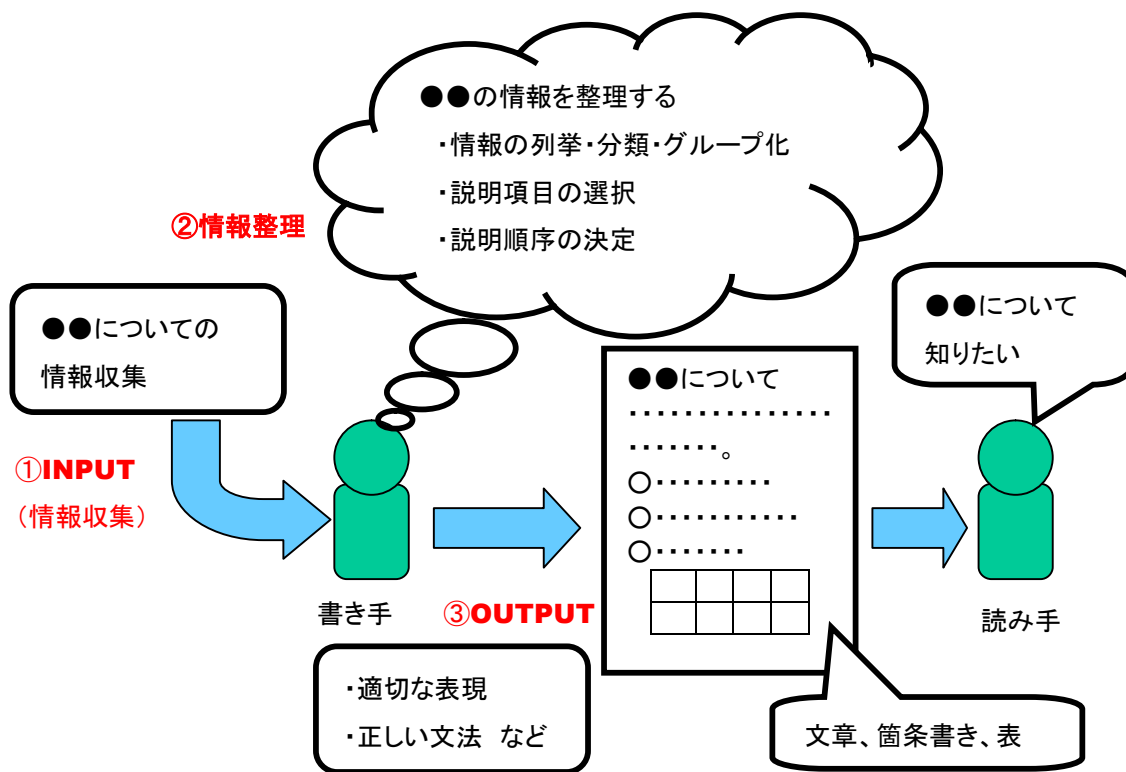 ●●の情報を整理する
・情報の列挙・分類・グループ化
・説明項目の選択
・説明順序の決定
②情報整理
●●についての
情報収集
①INPUT
（情報収集）
書き手
③OUTPUT
・適切な表現
・正しい文法 など
●●について
・・・・・・・・・・・・・・・
・・・・・・・。
○・・・・・・・・・
○・・・・・・・・・・・
○・・・・・・・
文章、箇条書き、表
●●について
知りたい
読み手